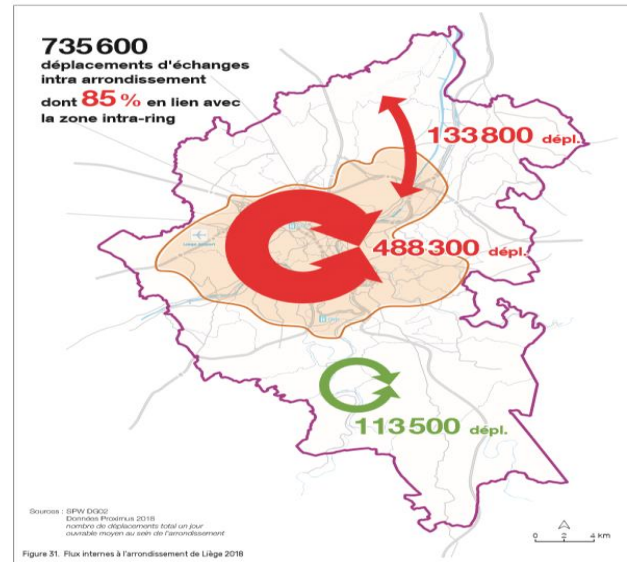 735 600
déplacements d'échanges
intra arrondissement
dont 85 % en lien avec
la zone intra-ring
133 800 dépl.
488 300 dépl.
113 500 dépl.
Sources : SPW DG02
Données Proximus 2018
nombre de déplacements total un jour
ouvrable moyen au sein de l'arrondissement
0 2 4 km
Figure 31. Flux internes à l'arrondissement de Liège 2018